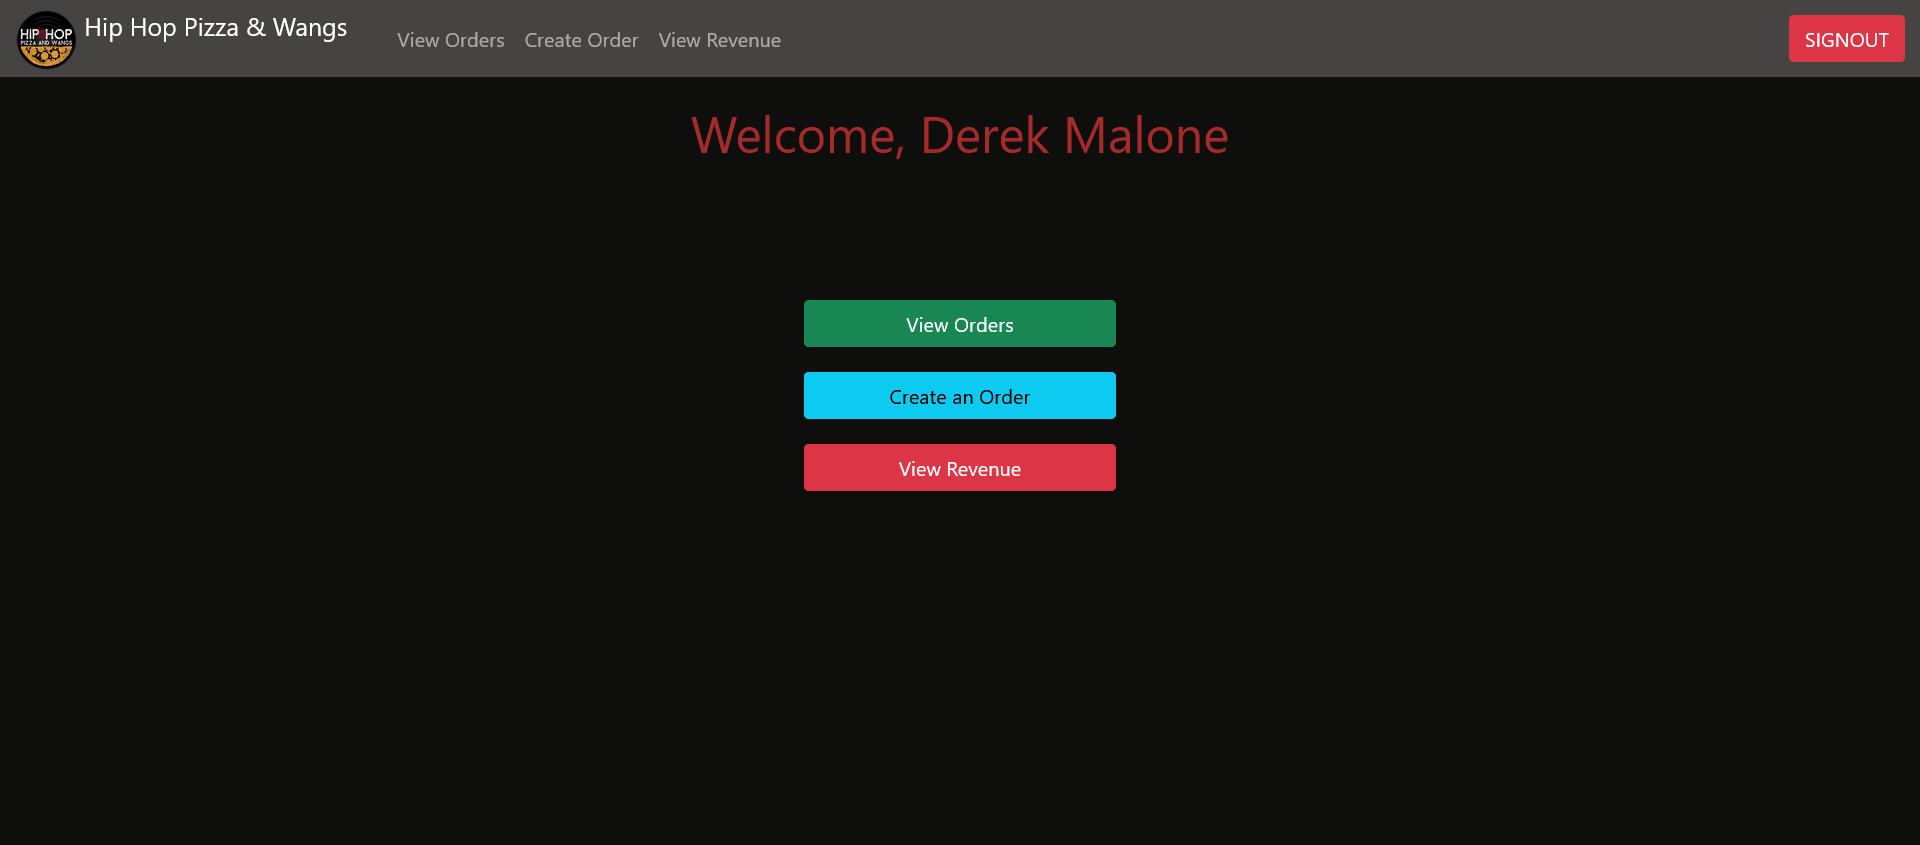 HIP HOP
PIZZA AND WANGS
Hip Hop Pizza & Wangs
View Orders
Create Order
View Revenue
SIGNOUT
Welcome, Derek Malone
View Orders
Create an Order
View Revenue